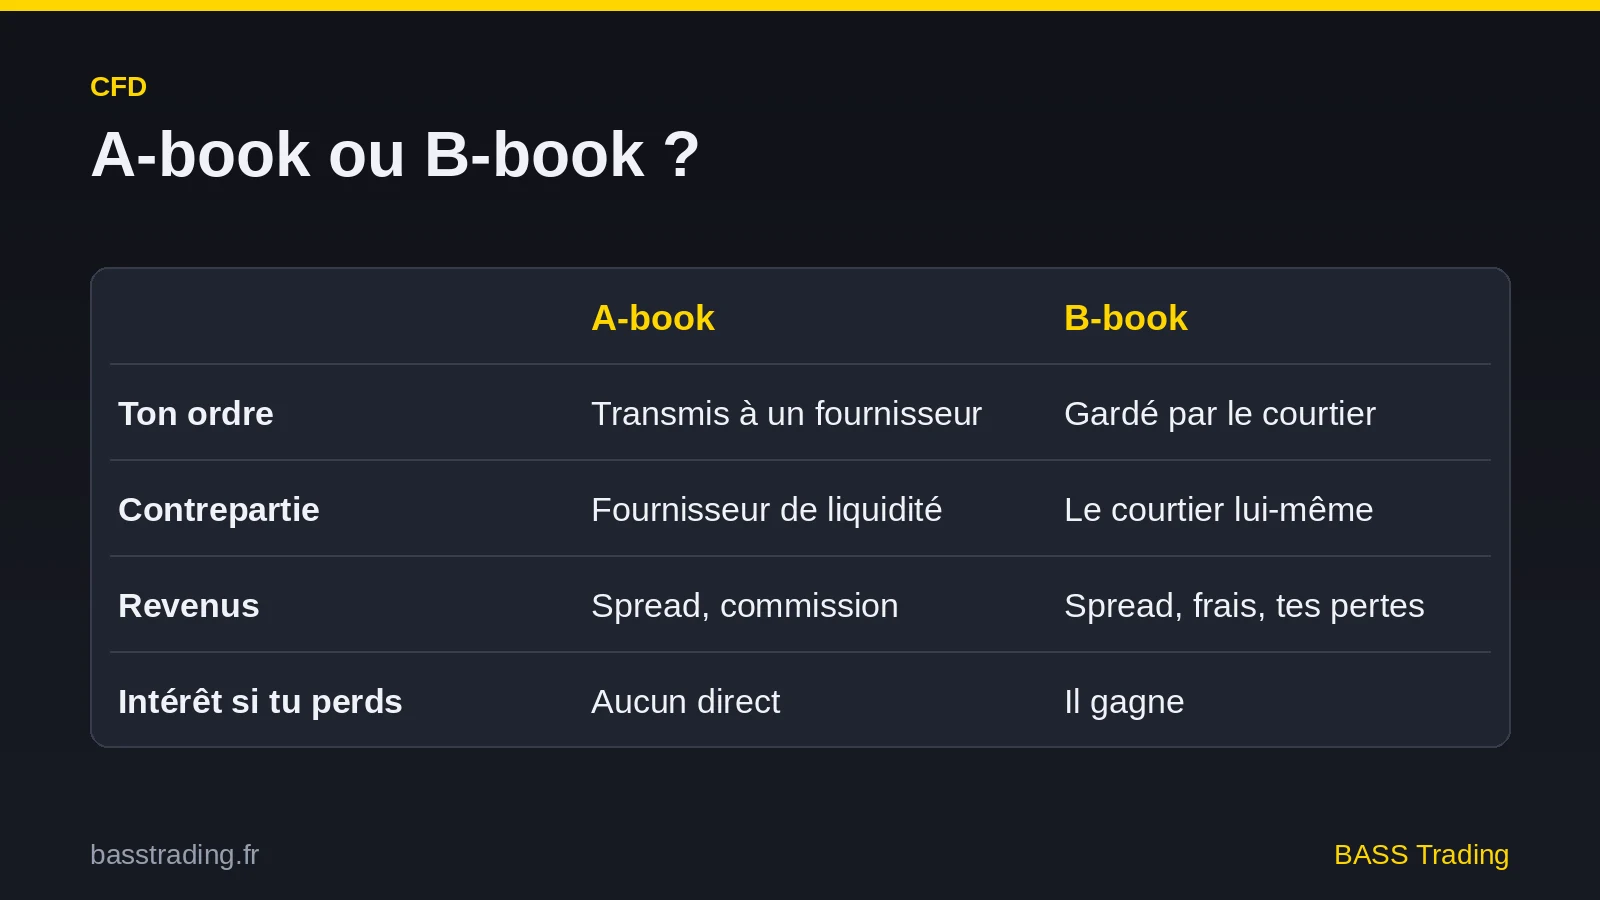 CFD
A-book ou B-book ?
A-book B-book
Ton ordre Transmis à un fournisseur Gardé par le courtier
Contrepartie Fournisseur de liquidité Le courtier lui-même
Revenus Spread, commission Spread, frais, tes pertes
Intérêt si tu perds Aucun direct Il gagne
basstrading.fr BASS Trading